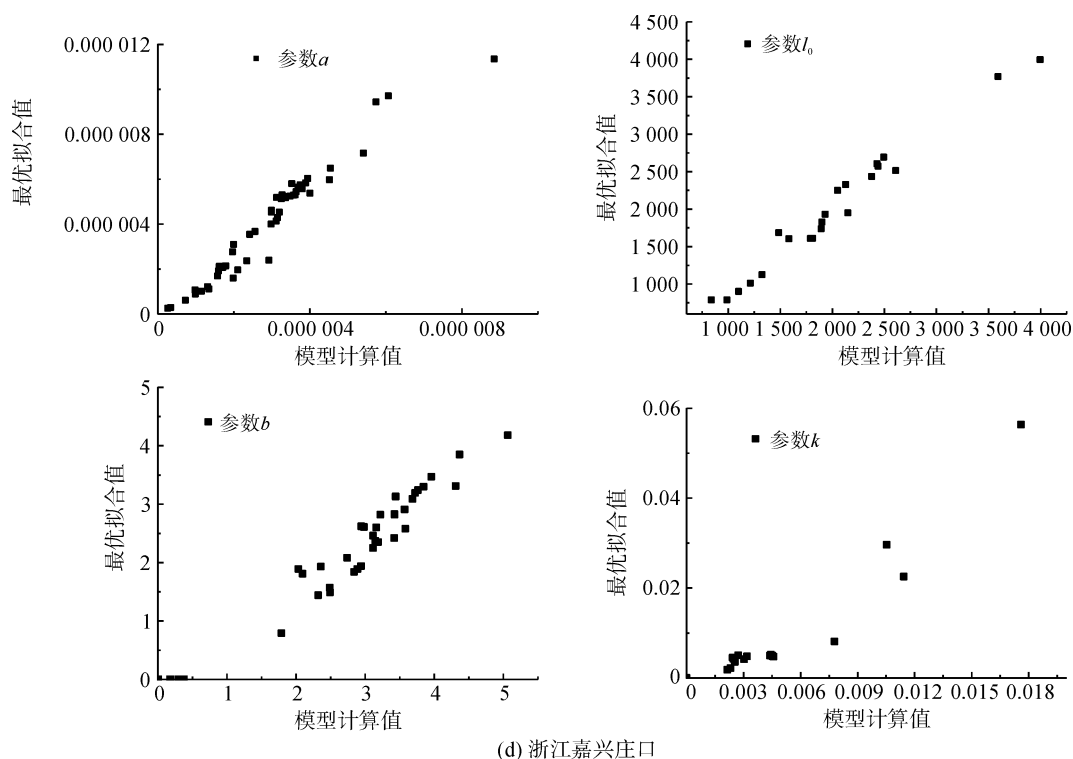 0.000 012
0.000 008
0.000 004
0
最优拟合值
参数a
0 0.000 004 0.000 008
模型计算值
4 500
4 000
3 500
3 000
2 500
2 000
1 500
1 000
最优拟合值
参数l₀
1 000 1 500 2 000 2 500 3 000 3 500 4 000
模型计算值
5
4
3
2
1
0
最优拟合值
参数b
0 1 2 3 4 5
模型计算值
0.06
0.04
0.02
0
最优拟合值
参数k
0 0.003 0.006 0.009 0.012 0.015 0.018
模型计算值
(d) 浙江嘉兴庄口